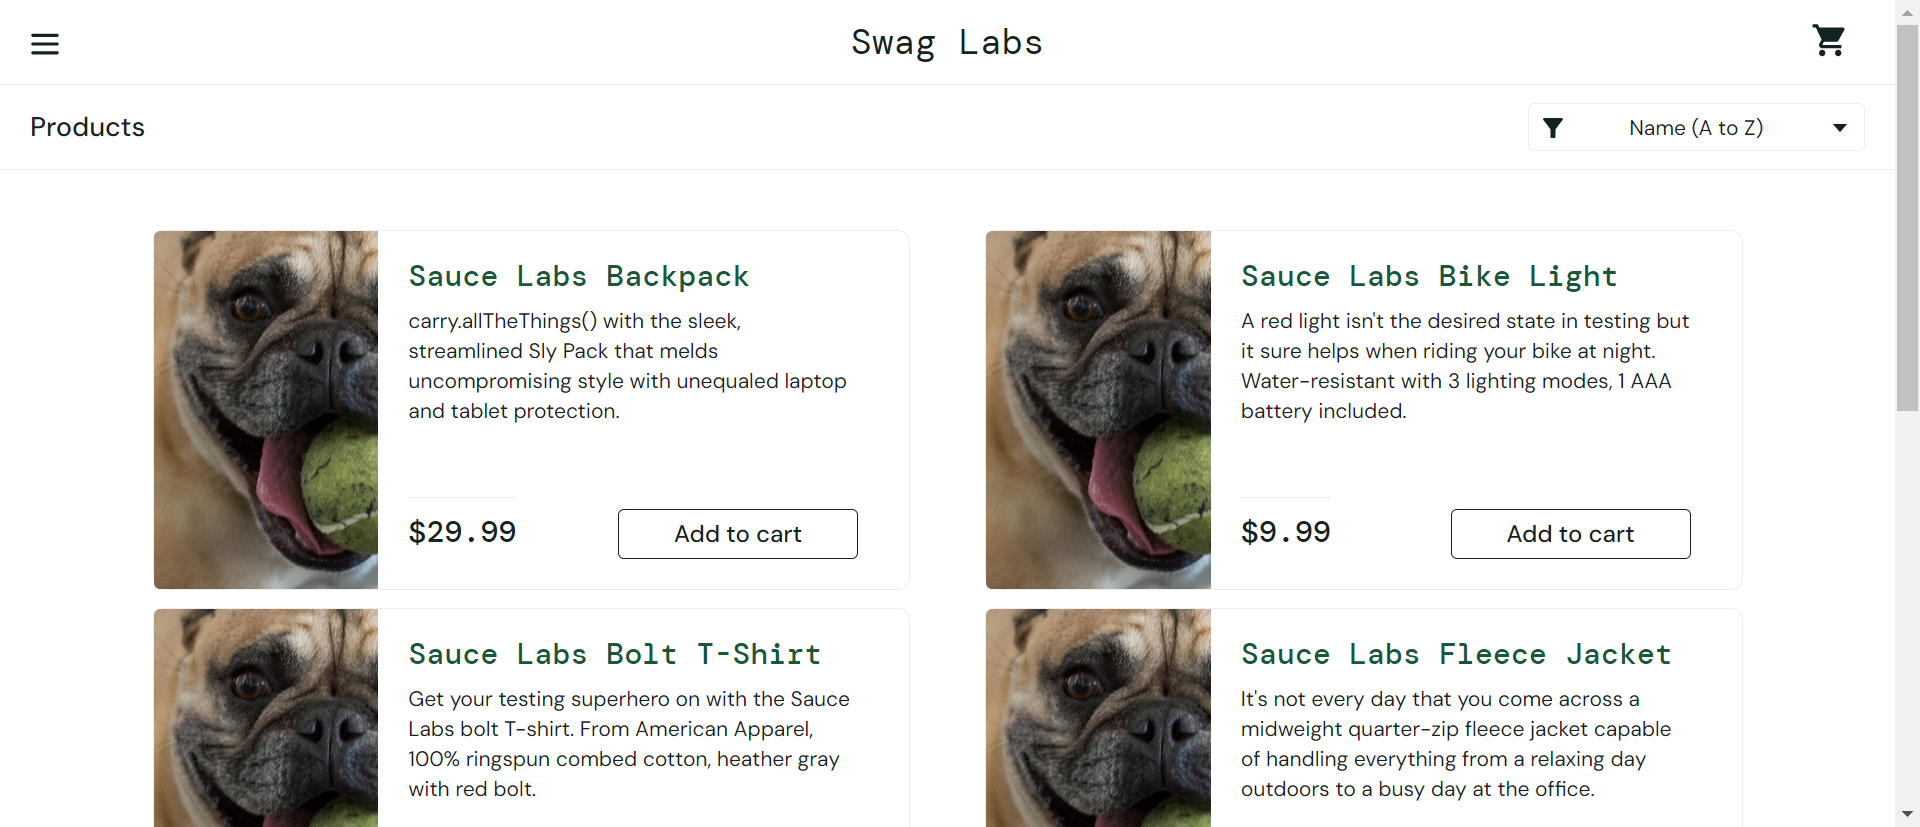 Swag Labs
Products
Name (A to Z)
Sauce Labs Backpack
carry.allTheThings() with the sleek,
streamlined Sly Pack that melds
uncompromising style with unequaled laptop
and tablet protection.
$29.99
Add to cart
Sauce Labs Bike Light
A red light isn't the desired state in testing but
it sure helps when riding your bike at night.
Water-resistant with 3 lighting modes, 1 AAA
battery included.
$9.99
Add to cart
Sauce Labs Bolt T-Shirt
Get your testing superhero on with the Sauce
Labs bolt T-shirt. From American Apparel,
100% ringspun combed cotton, heather gray
with red bolt.
Sauce Labs Fleece Jacket
It's not every day that you come across a
midweight quarter-zip fleece jacket capable
of handling everything from a relaxing day
outdoors to a busy day at the office.